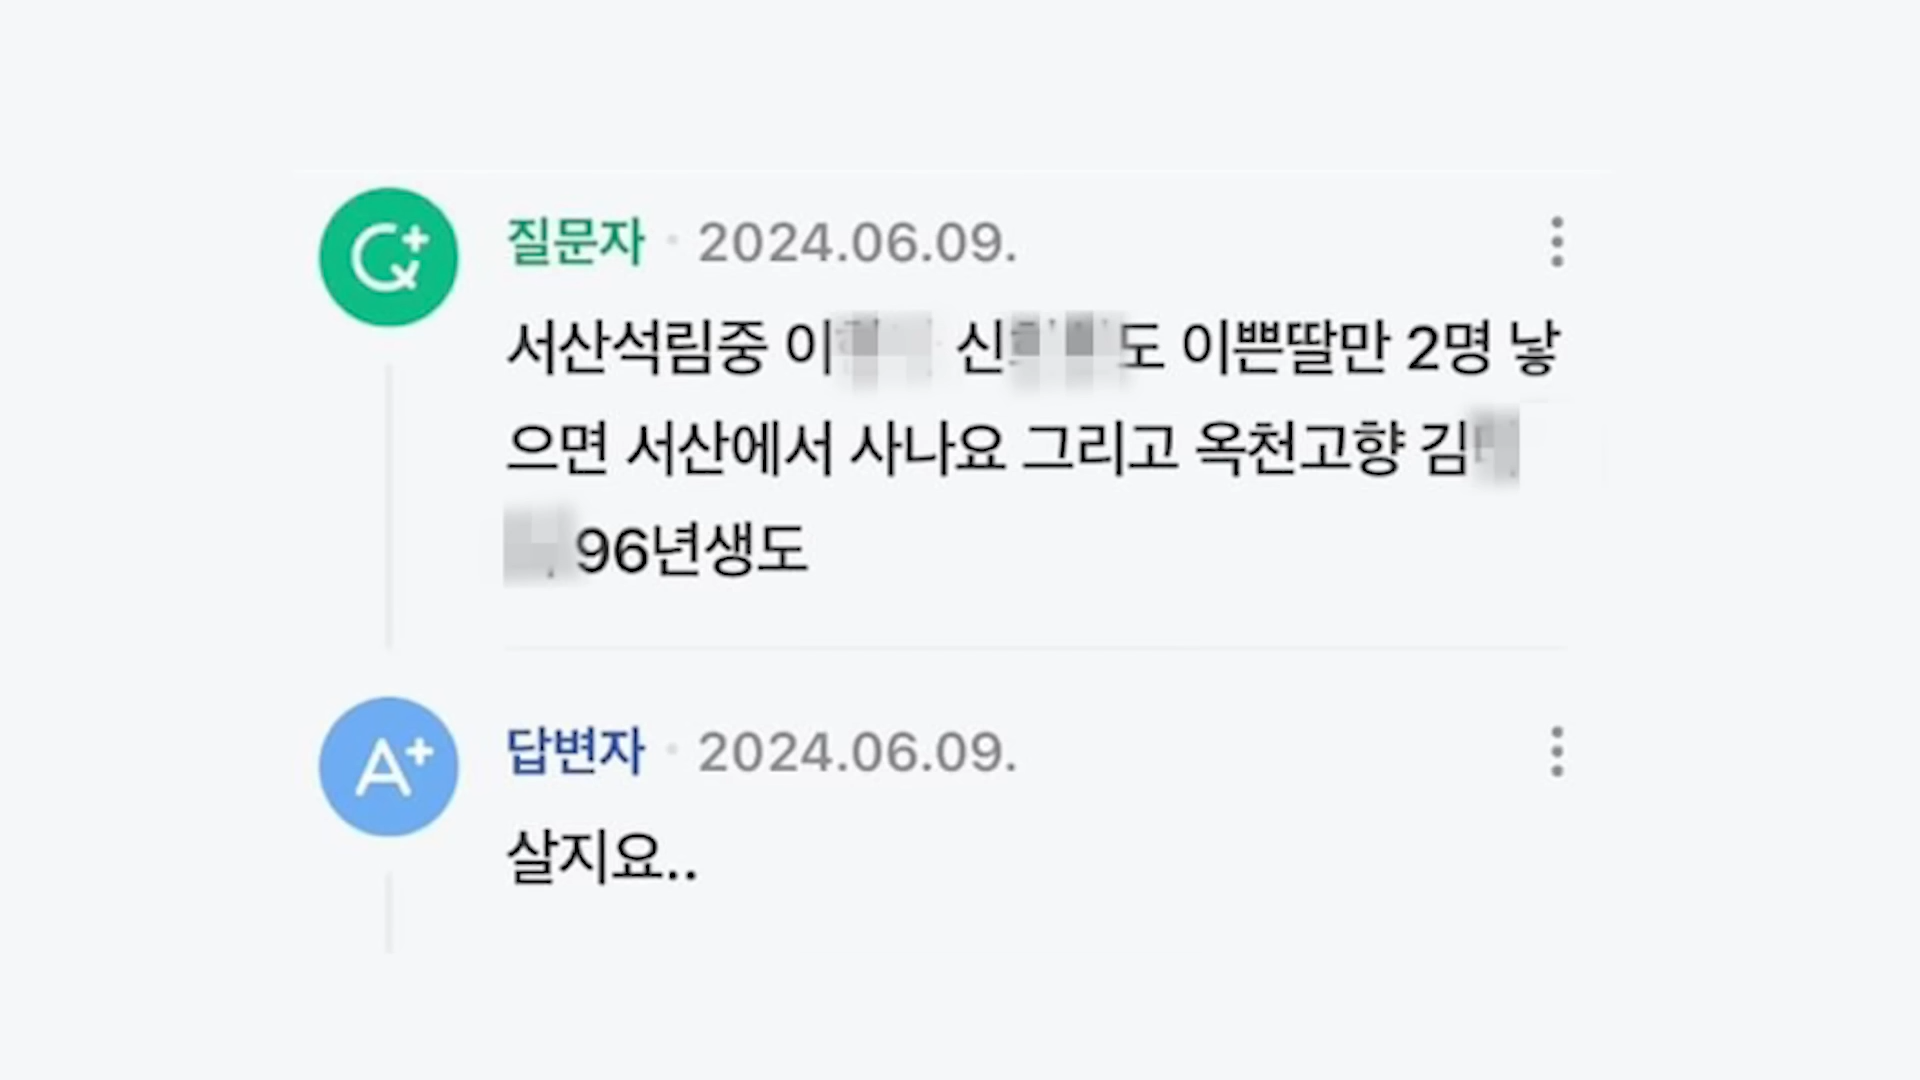 질문자 · 2024.06.09.
서산석림중 이 신 도 이쁜딸만 2명 낳
으면 서산에서 사나요 그리고 옥천고향 김
96년생도
답변자 · 2024.06.09.
살지요..